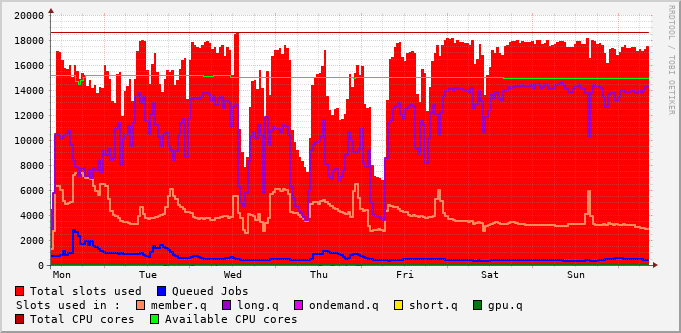 20000
18000
16000
14000
12000
10000
8000
6000
4000
2000
0
Mon Tue Wed Thu Fri Sat Sun
RRDTOOL / TOBI OETIKER
Total slots used Queued Jobs
Slots used in : member.q long.q ondemand.q short.q gpu.q
Total CPU cores Available CPU cores